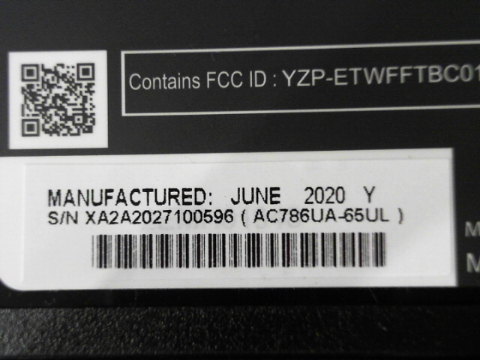 Contains FCC ID : YZP-ETWFFTBC01
MANUFACTURED: JUNE 2020 Y
S/N XA2A2027100596 ( AC786UA-65UL )
M
M